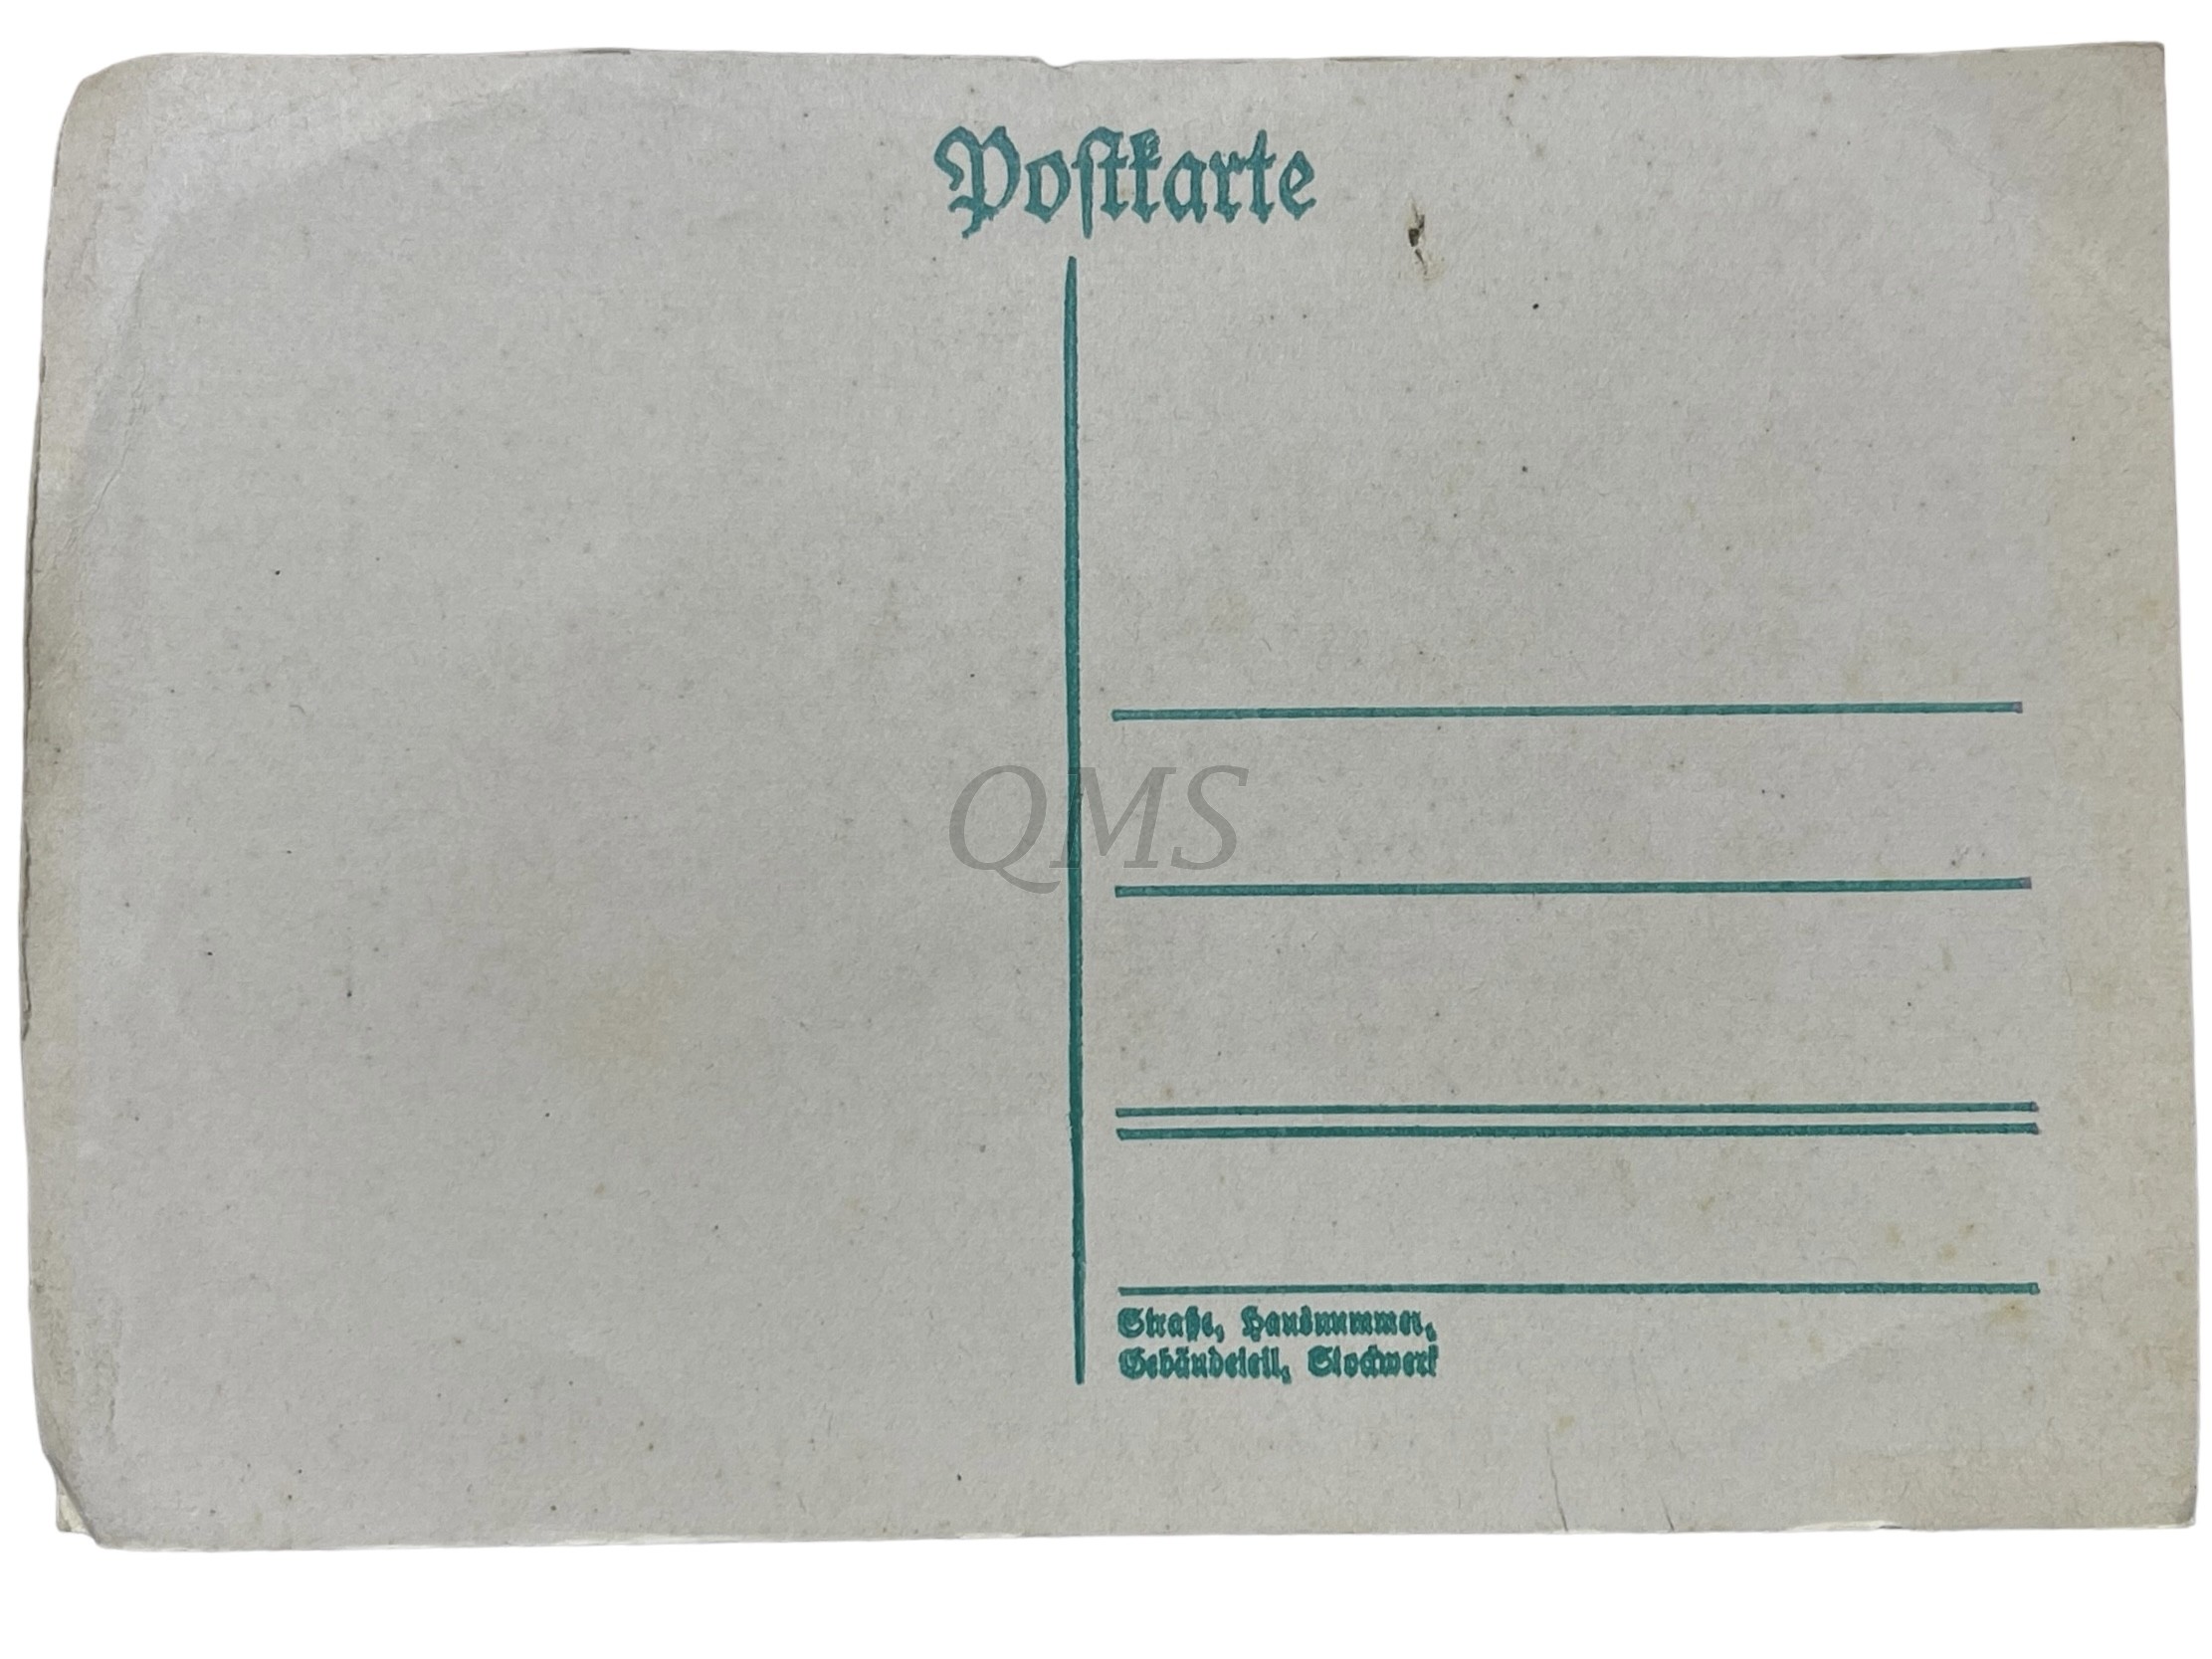 Postkarte
QMS
Straße, Hausnummer,
Gebäudeteil, Stockwerk